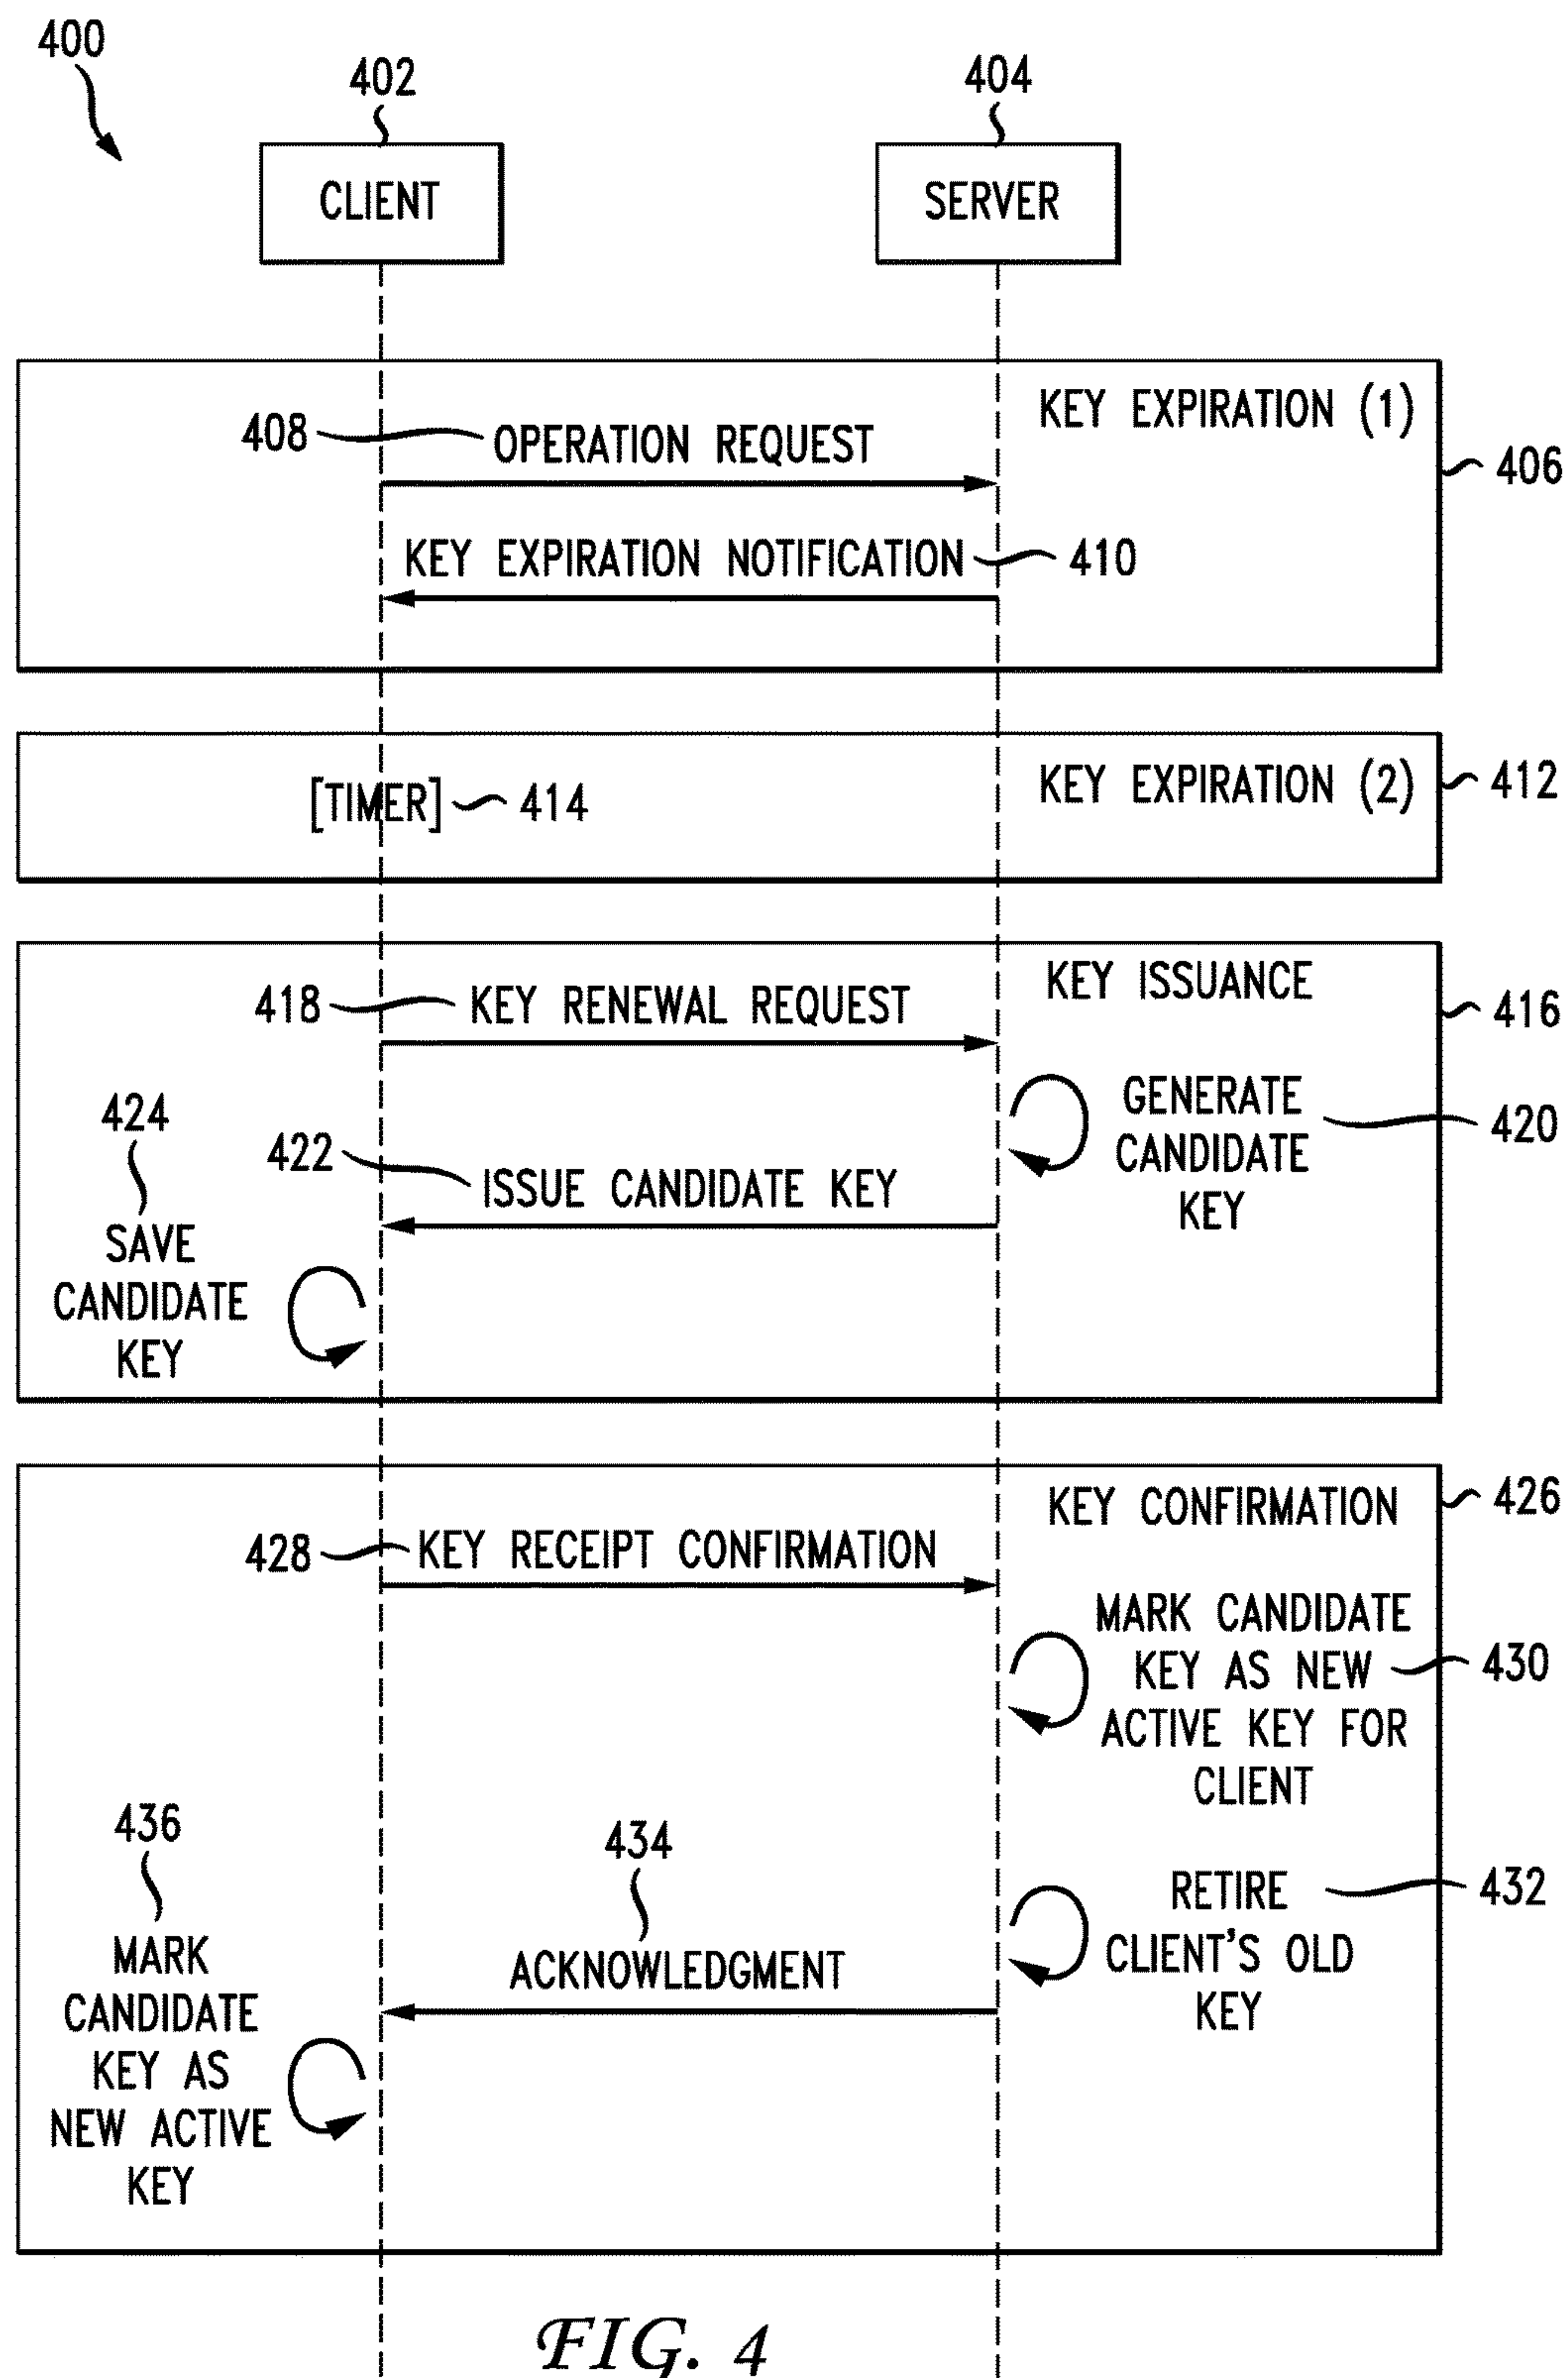 400
402
404
CLIENT
SERVER
KEY EXPIRATION (1)
406
408
OPERATION REQUEST
KEY EXPIRATION NOTIFICATION
410
KEY EXPIRATION (2)
412
[TIMER]
414
KEY ISSUANCE
416
418
KEY RENEWAL REQUEST
GENERATE
CANDIDATE
KEY
420
424
422
ISSUE CANDIDATE KEY
SAVE
CANDIDATE
KEY
KEY CONFIRMATION
426
428
KEY RECEIPT CONFIRMATION
MARK CANDIDATE
KEY AS NEW
ACTIVE KEY FOR
CLIENT
430
436
434
RETIRE
CLIENT'S OLD
KEY
432
ACKNOWLEDGMENT
MARK
CANDIDATE
KEY AS
NEW ACTIVE
KEY
FIG. 4